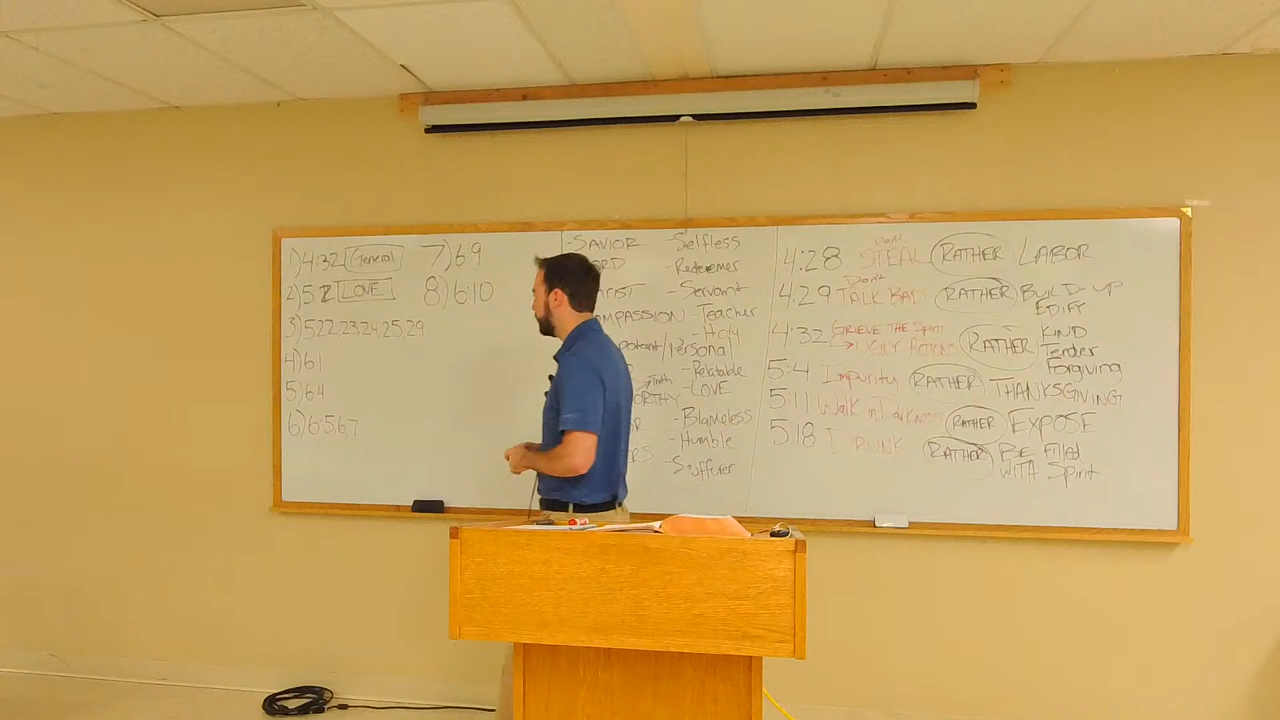 1) 4:32 General
2) 5:2 LOVE
3) 5:22,23,24,25,29
4) 6:1
5) 6:4
6) 6:5,6,7
7) 6:9
8) 6:10
-SAVIOR
-Selfless
-Redeemer
-Servant
-Teacher
-Holy
Personal
-Relatable
Truth
-LOVE
-Blameless
-Humble
-Sufferer
4:28 Don't STEAL RATHER LABOR
4:29 Don't TALK BAD RATHER BUILD-UP
EDIFY
4:32 GRIEVE THE Spirit
→ UGLY ACTIONS RATHER KIND
Tender
Forgiving
5:4 Impurity RATHER THANKSGIVING
5:11 Walk in Darkness RATHER EXPOSE
5:18 DRUNK RATHER BE Filled
WITH Spirit